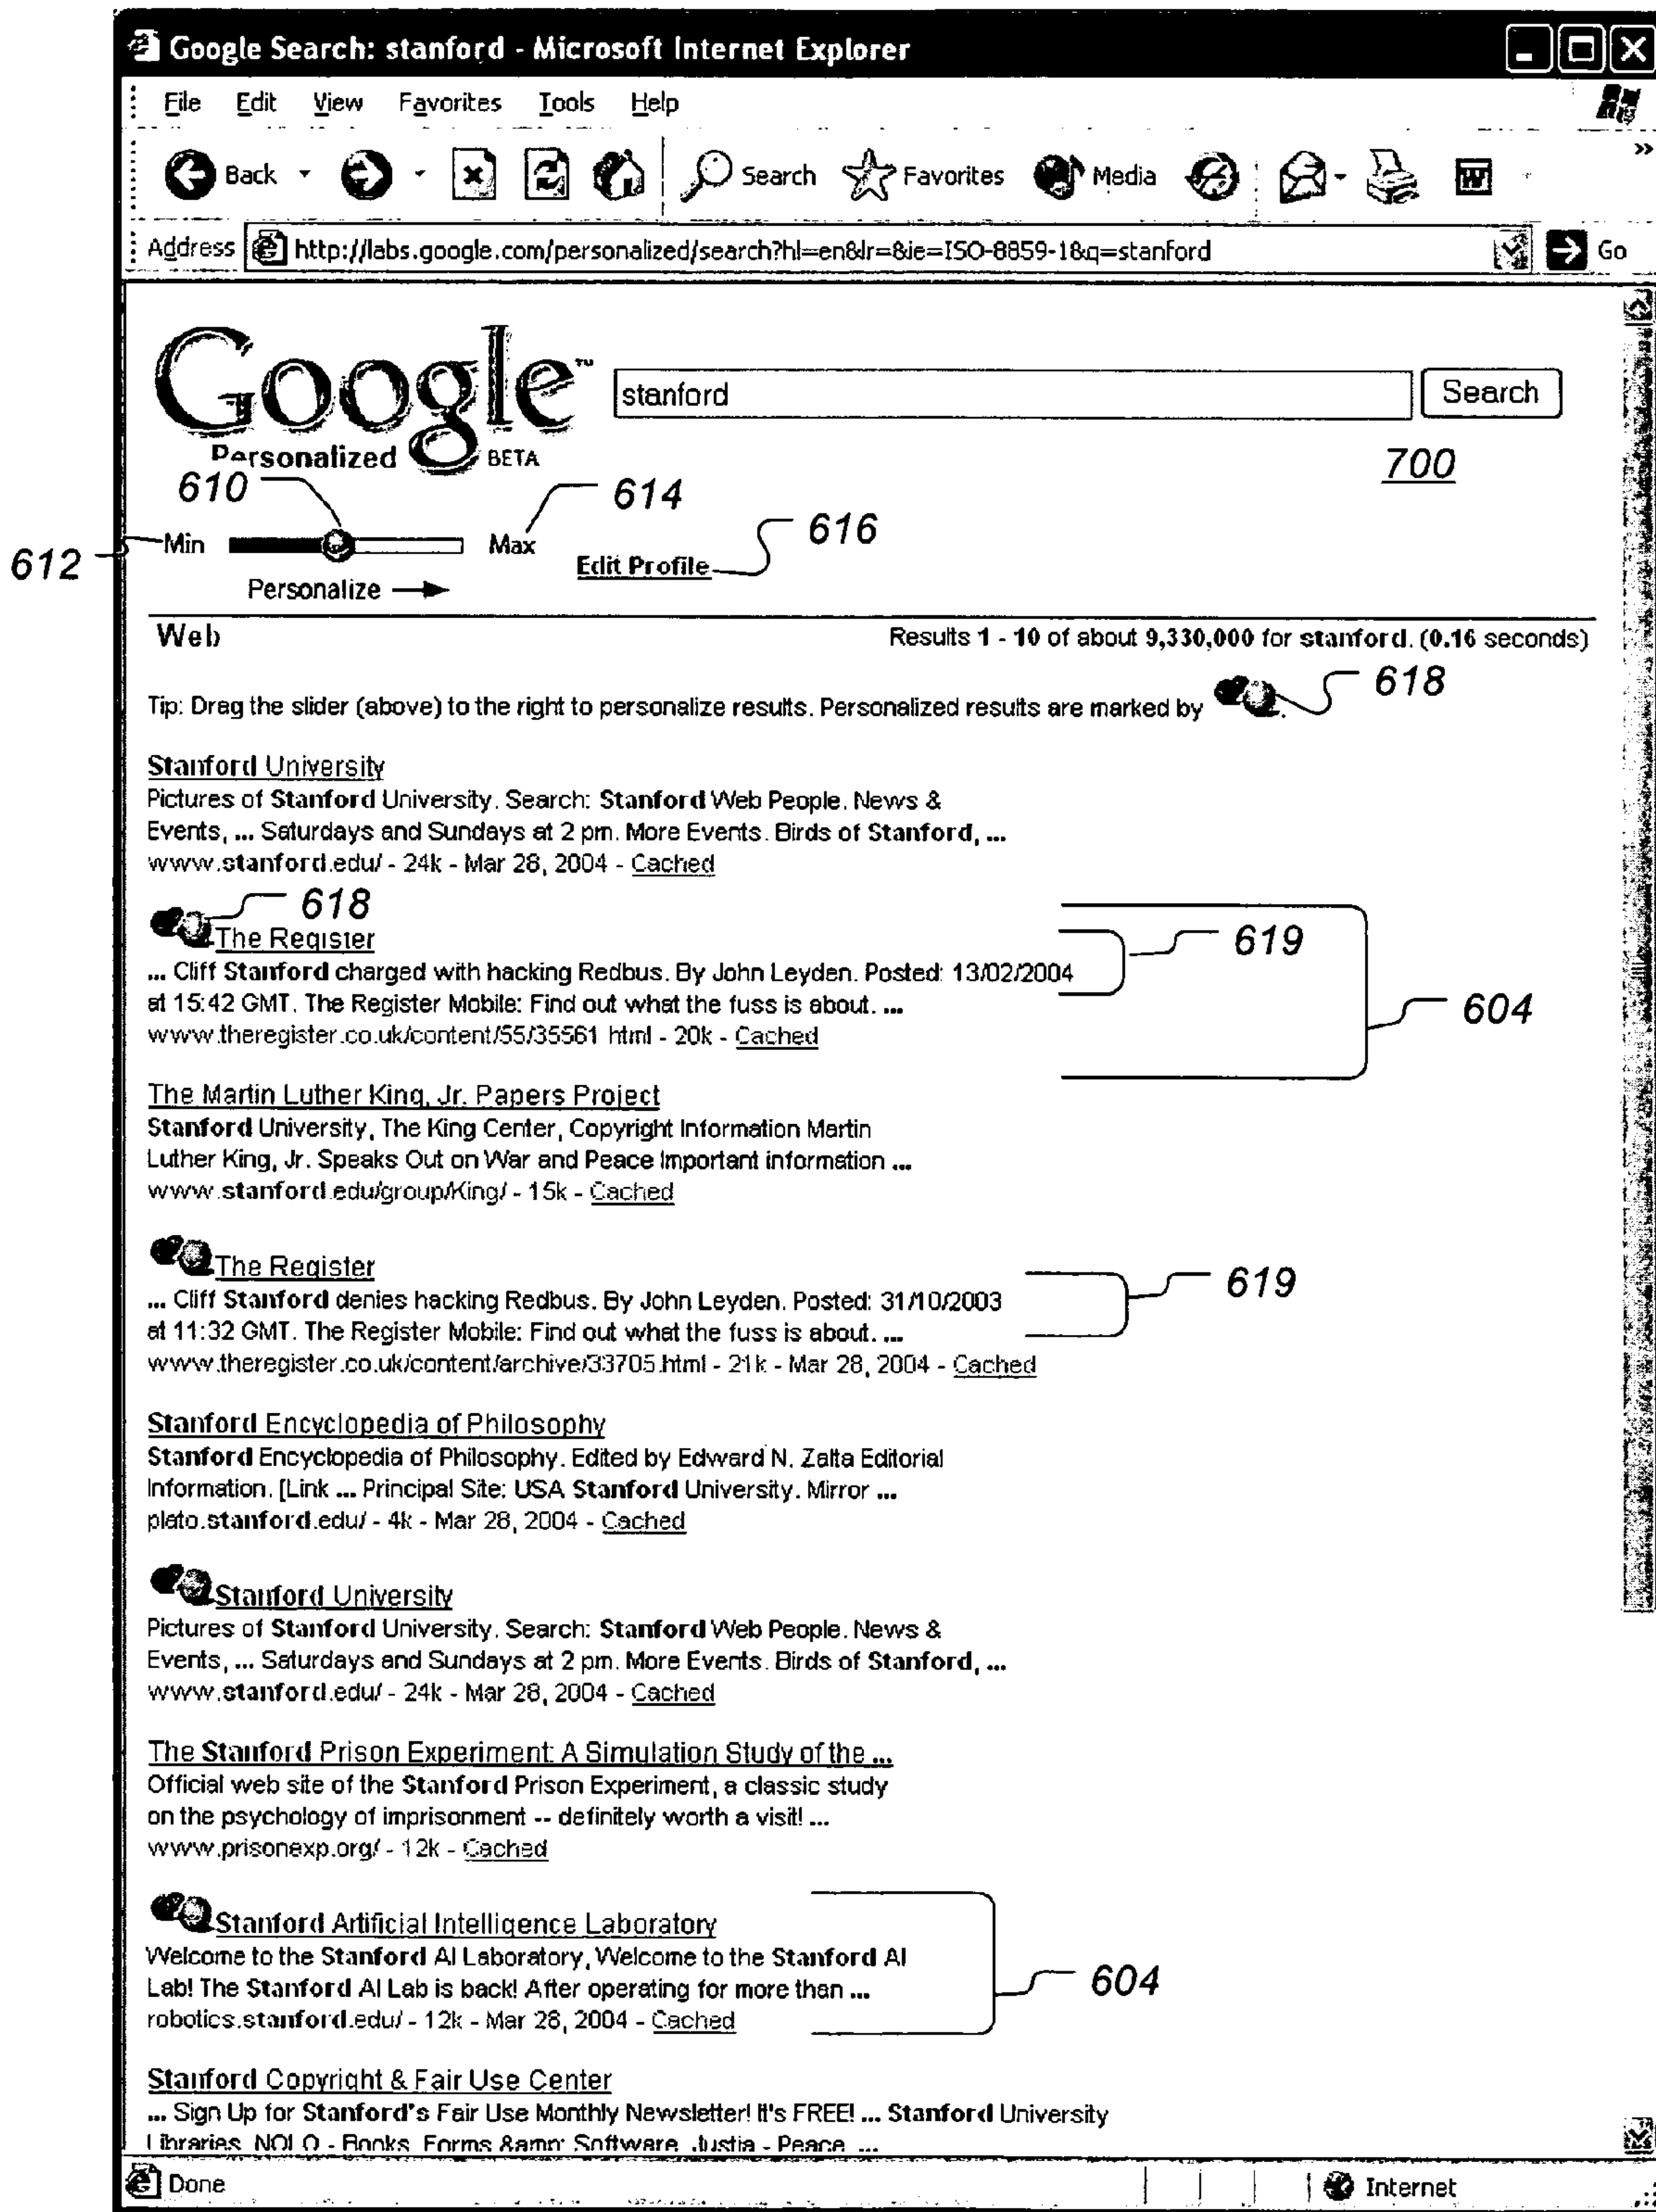 Google Search: stanford - Microsoft Internet Explorer
File Edit View Favorites Tools Help
Back Search Favorites Media »
Address http://labs.google.com/personalized/search?hl=en&lr=&ie=ISO-8859-1&q=stanford Go
Google™ stanford Search
Personalized BETA 700
610 614 616
612 Min Max
Edit Profile
Personalize
Web Results 1 - 10 of about 9,330,000 for stanford. (0.16 seconds)
618
Tip: Drag the slider (above) to the right to personalize results. Personalized results are marked by .
Stanford University
Pictures of Stanford University. Search: Stanford Web People. News &
Events, ... Saturdays and Sundays at 2 pm. More Events. Birds of Stanford, ...
www.stanford.edu/ - 24k - Mar 28, 2004 - Cached
618
The Register 619
... Cliff Stanford charged with hacking Redbus. By John Leyden. Posted: 13/02/2004
at 15:42 GMT. The Register Mobile: Find out what the fuss is about. ... 604
www.theregister.co.uk/content/55/35561 html - 20k - Cached
The Martin Luther King, Jr. Papers Project
Stanford University, The King Center, Copyright Information Martin
Luther King, Jr. Speaks Out on War and Peace Important information ...
www.stanford.edu/group/King/ - 15k - Cached
The Register 619
... Cliff Stanford denies hacking Redbus. By John Leyden. Posted: 31/10/2003
at 11:32 GMT. The Register Mobile: Find out what the fuss is about. ...
www.theregister.co.uk/content/archive/33705.html - 21k - Mar 28, 2004 - Cached
Stanford Encyclopedia of Philosophy
Stanford Encyclopedia of Philosophy. Edited by Edward N. Zalta Editorial
Information. [Link ... Principal Site: USA Stanford University. Mirror ...
plato.stanford.edu/ - 4k - Mar 28, 2004 - Cached
Stanford University
Pictures of Stanford University. Search: Stanford Web People. News &
Events, ... Saturdays and Sundays at 2 pm. More Events. Birds of Stanford, ...
www.stanford.edu/ - 24k - Mar 28, 2004 - Cached
The Stanford Prison Experiment: A Simulation Study of the ...
Official web site of the Stanford Prison Experiment, a classic study
on the psychology of imprisonment -- definitely worth a visit! ...
www.prisonexp.org/ - 12k - Cached
Stanford Artificial Intelligence Laboratory
Welcome to the Stanford AI Laboratory, Welcome to the Stanford AI
Lab! The Stanford AI Lab is back! After operating for more than ... 604
robotics.stanford.edu/ - 12k - Mar 28, 2004 - Cached
Stanford Copyright & Fair Use Center
... Sign Up for Stanford's Fair Use Monthly Newsletter! It's FREE! ... Stanford University
Libraries. NOLO - Books, Forms &amp; Software. Justia - Peace ...
Done Internet